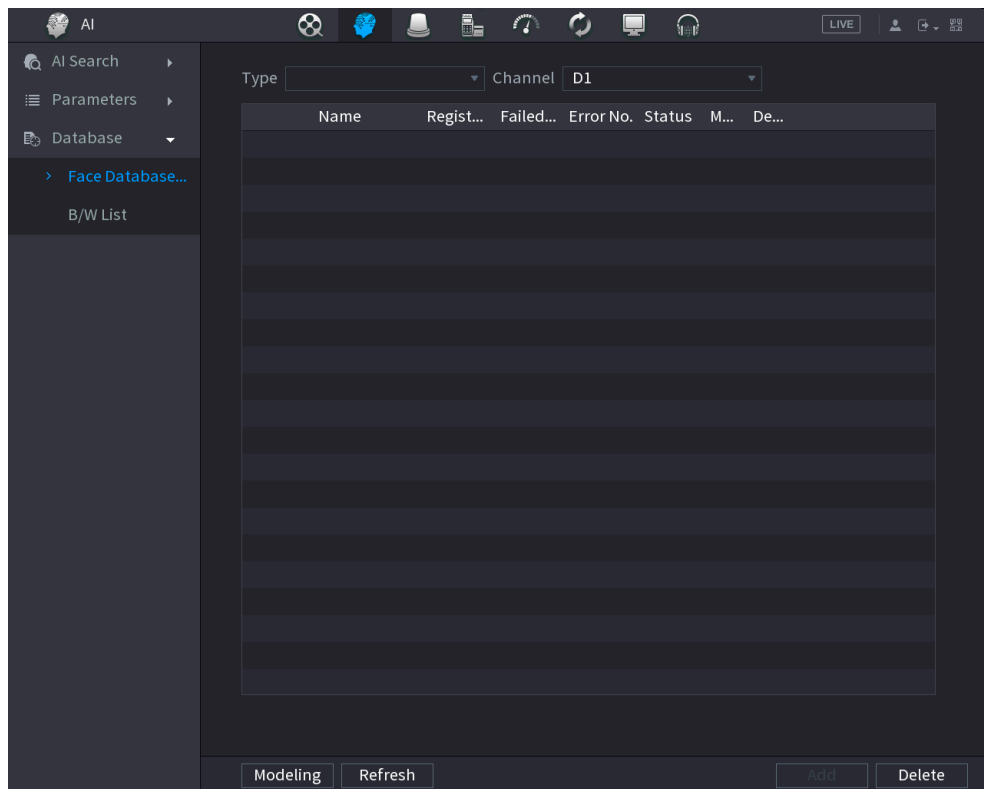 AI
LIVE
AI Search
Parameters
Database
Face Database...
B/W List
Type Channel D1
Name Regist... Failed... Error No. Status M... De...
Modeling Refresh Add Delete